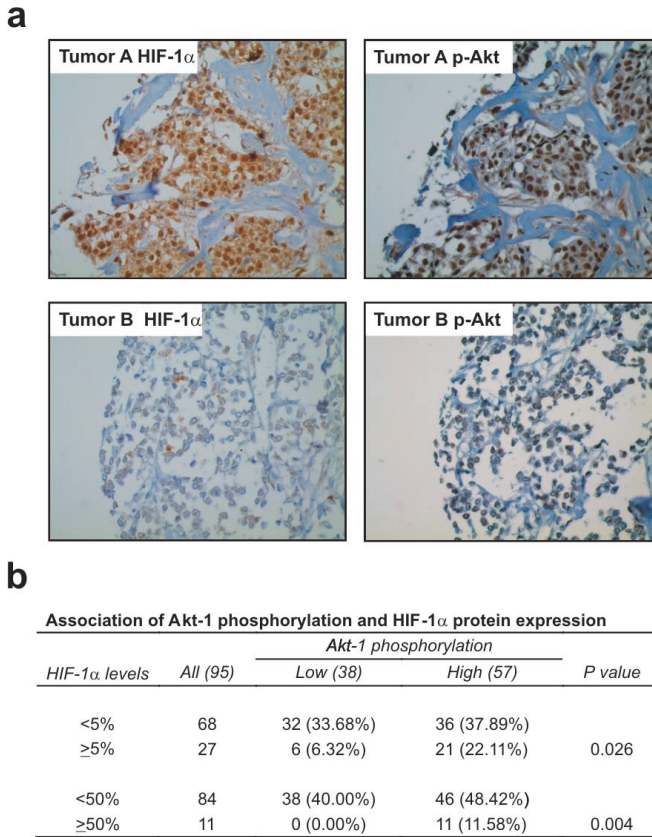 a
Tumor A HIF-1α
Tumor A p-Akt
Tumor B HIF-1α
Tumor B p-Akt
b
Association of Akt-1 phosphorylation and HIF-1α protein expression
Akt-1 phosphorylation
HIF-1α levels All (95) Low (38) High (57) P value
<5% 68 32 (33.68%) 36 (37.89%)
≥5% 27 6 (6.32%) 21 (22.11%) 0.026
<50% 84 38 (40.00%) 46 (48.42%)
≥50% 11 0 (0.00%) 11 (11.58%) 0.004